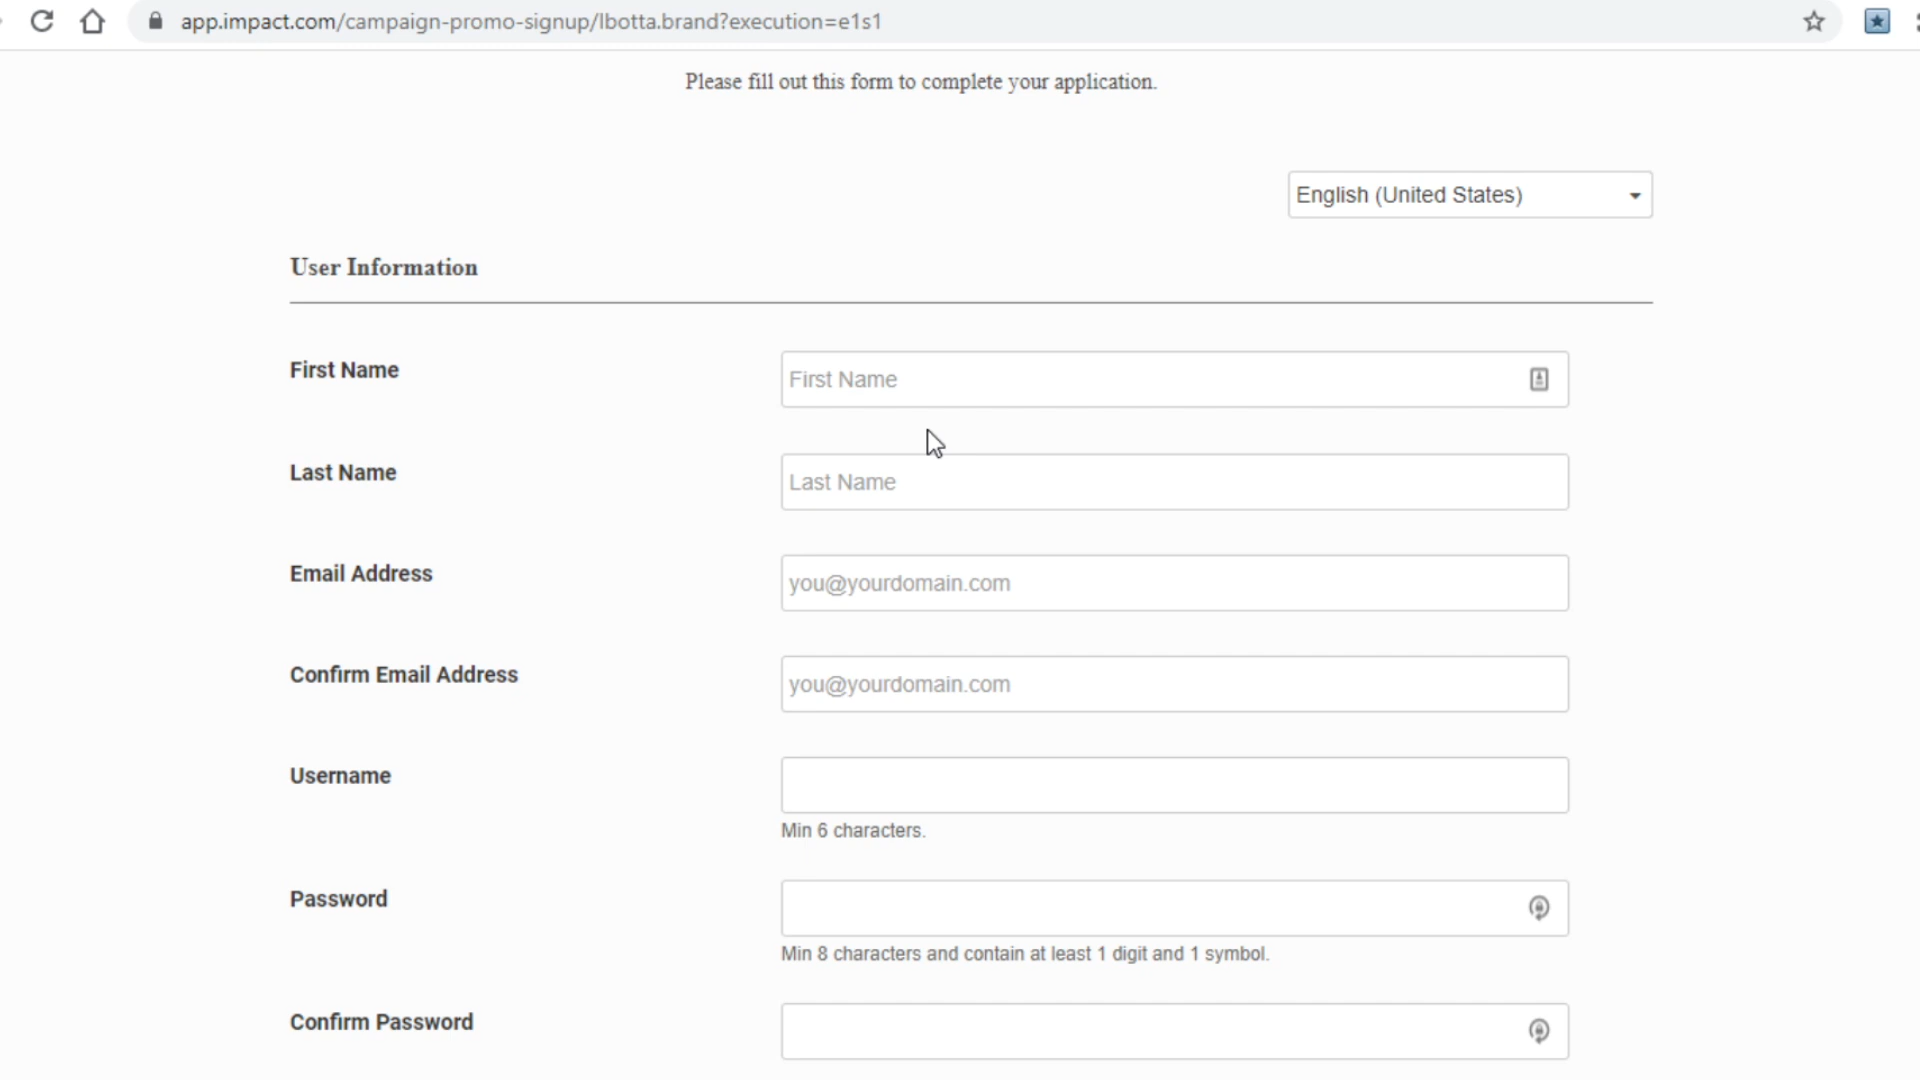 app.impact.com/campaign-promo-signup/Ibotta.brand?execution=e1s1
Please fill out this form to complete your application.
English (United States)
User Information
First Name
First Name
Last Name
Last Name
Email Address
you@yourdomain.com
Confirm Email Address
you@yourdomain.com
Username
Min 6 characters.
Password
Min 8 characters and contain at least 1 digit and 1 symbol.
Confirm Password